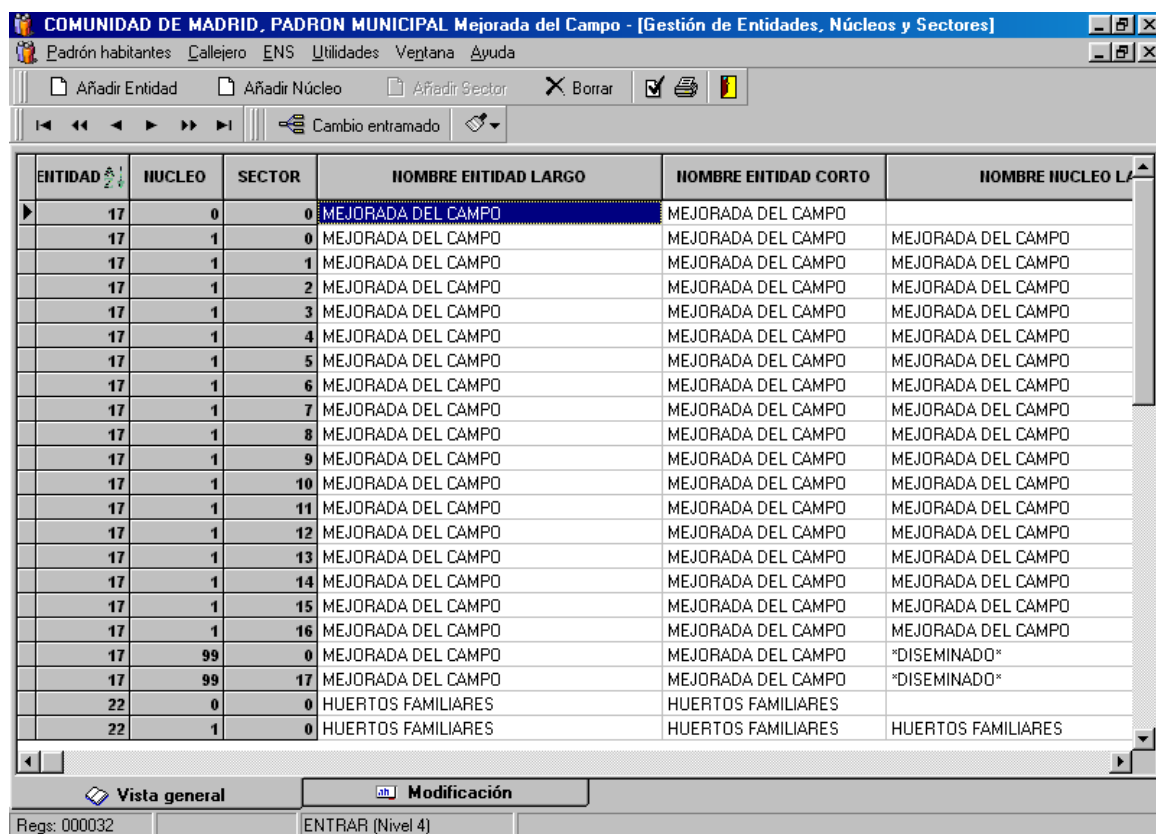 COMUNIDAD DE MADRID, PADRON MUNICIPAL Mejorada del Campo - [Gestión de Entidades, Núcleos y Sectores]
Padrón habitantes Callejero ENS Utilidades Ventana Ayuda
Añadir Entidad Añadir Núcleo Añadir Sector Borrar
Cambio entramado
ENTIDAD NUCLEO SECTOR NOMBRE ENTIDAD LARGO NOMBRE ENTIDAD CORTO NOMBRE NUCLEO LA
17 0 0 MEJORADA DEL CAMPO MEJORADA DEL CAMPO
17 1 0 MEJORADA DEL CAMPO MEJORADA DEL CAMPO MEJORADA DEL CAMPO
17 1 1 MEJORADA DEL CAMPO MEJORADA DEL CAMPO MEJORADA DEL CAMPO
17 1 2 MEJORADA DEL CAMPO MEJORADA DEL CAMPO MEJORADA DEL CAMPO
17 1 3 MEJORADA DEL CAMPO MEJORADA DEL CAMPO MEJORADA DEL CAMPO
17 1 4 MEJORADA DEL CAMPO MEJORADA DEL CAMPO MEJORADA DEL CAMPO
17 1 5 MEJORADA DEL CAMPO MEJORADA DEL CAMPO MEJORADA DEL CAMPO
17 1 6 MEJORADA DEL CAMPO MEJORADA DEL CAMPO MEJORADA DEL CAMPO
17 1 7 MEJORADA DEL CAMPO MEJORADA DEL CAMPO MEJORADA DEL CAMPO
17 1 8 MEJORADA DEL CAMPO MEJORADA DEL CAMPO MEJORADA DEL CAMPO
17 1 9 MEJORADA DEL CAMPO MEJORADA DEL CAMPO MEJORADA DEL CAMPO
17 1 10 MEJORADA DEL CAMPO MEJORADA DEL CAMPO MEJORADA DEL CAMPO
17 1 11 MEJORADA DEL CAMPO MEJORADA DEL CAMPO MEJORADA DEL CAMPO
17 1 12 MEJORADA DEL CAMPO MEJORADA DEL CAMPO MEJORADA DEL CAMPO
17 1 13 MEJORADA DEL CAMPO MEJORADA DEL CAMPO MEJORADA DEL CAMPO
17 1 14 MEJORADA DEL CAMPO MEJORADA DEL CAMPO MEJORADA DEL CAMPO
17 1 15 MEJORADA DEL CAMPO MEJORADA DEL CAMPO MEJORADA DEL CAMPO
17 1 16 MEJORADA DEL CAMPO MEJORADA DEL CAMPO MEJORADA DEL CAMPO
17 99 0 MEJORADA DEL CAMPO MEJORADA DEL CAMPO *DISEMINADO*
17 99 17 MEJORADA DEL CAMPO MEJORADA DEL CAMPO *DISEMINADO*
22 0 0 HUERTOS FAMILIARES HUERTOS FAMILIARES
22 1 0 HUERTOS FAMILIARES HUERTOS FAMILIARES HUERTOS FAMILIARES
Vista general Modificación
Regs: 000032 ENTRAR (Nivel 4)